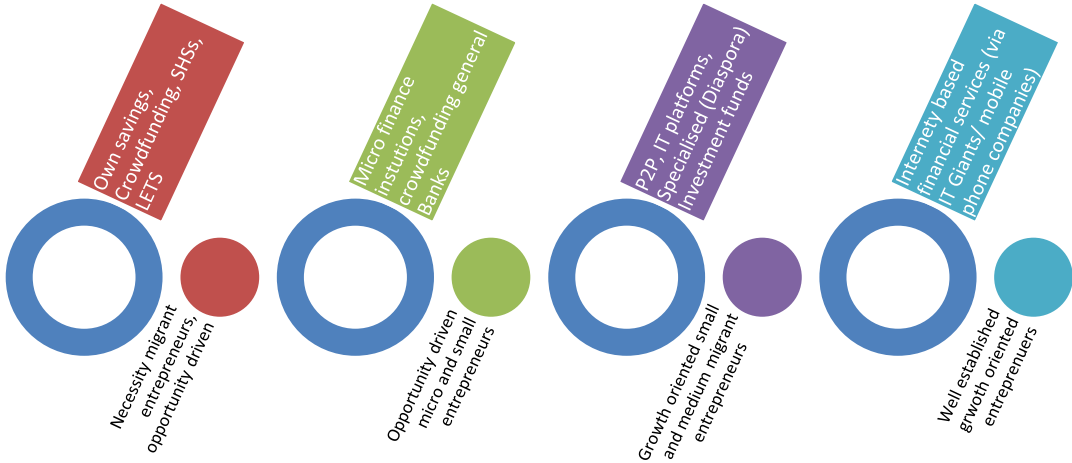 Own savings,
Crowdfunding, SHSs,
LETS
Necessity migrant
entrepreneurs,
opportunity driven
Micro finance
instutions,
crowdfunding general
Banks
Opportunity driven
micro and small
entrepreneurs
P2P, IT platforms,
Specialised (Diaspora)
Investment funds
Growth oriented small
and medium migrant
entrepreneurs
Internety based
financial services (via
IT Giants/ mobile
phone companies)
Well established
grwoth oriented
entreprenuers